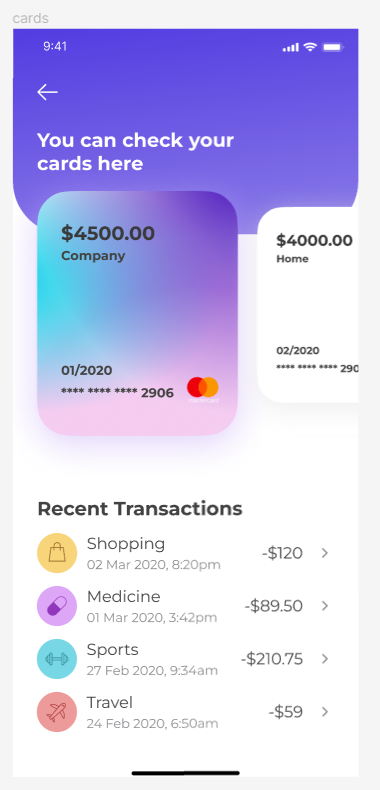 cards
9:41
You can check your
cards here
$4500.00
Company
01/2020
**** **** **** 2906
mastercard
$4000.00
Home
02/2020
**** **** **** 290
Recent Transactions
Shopping
02 Mar 2020, 8:20pm
-$120
Medicine
01 Mar 2020, 3:42pm
-$89.50
Sports
27 Feb 2020, 9:34am
-$210.75
Travel
24 Feb 2020, 6:50am
-$59